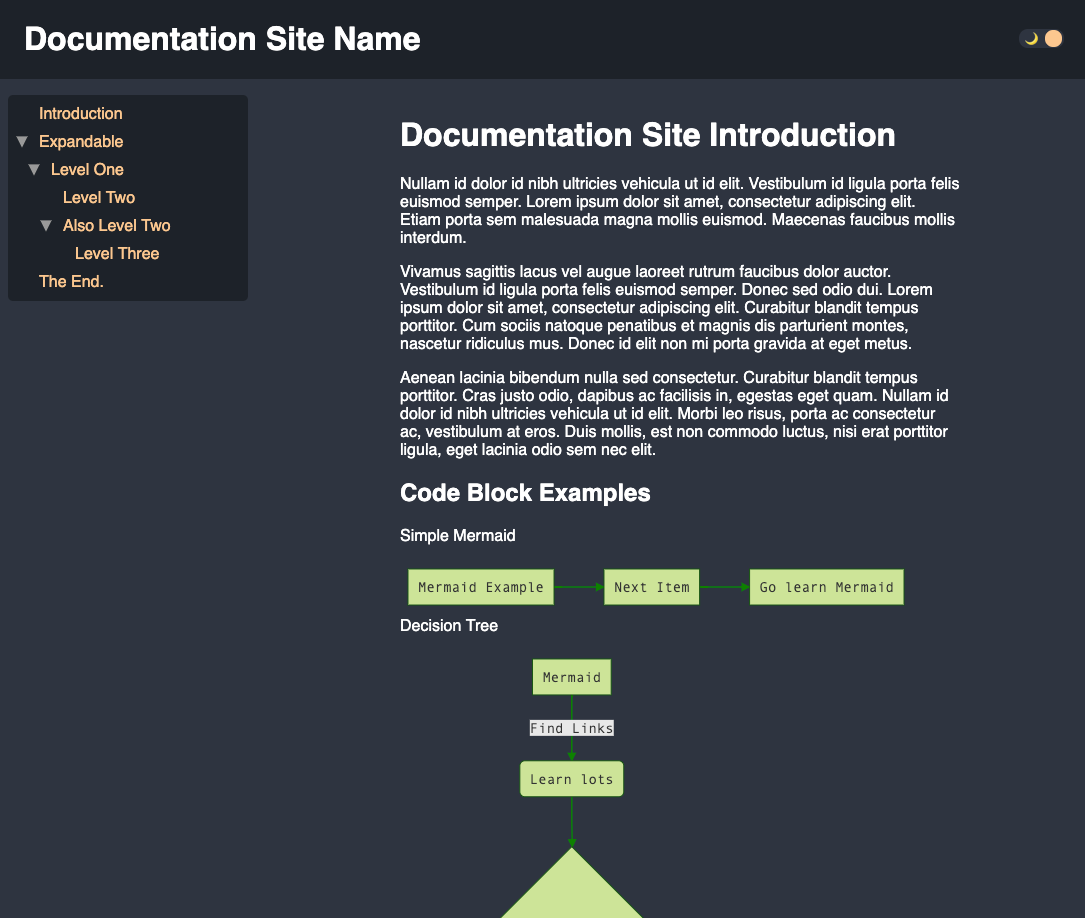 Documentation Site Name
Introduction
Expandable
Level One
Level Two
Also Level Two
Level Three
The End.
Documentation Site Introduction
Nullam id dolor id nibh ultricies vehicula ut id elit. Vestibulum id ligula porta felis
euismod semper. Lorem ipsum dolor sit amet, consectetur adipiscing elit.
Etiam porta sem malesuada magna mollis euismod. Maecenas faucibus mollis
interdum.
Vivamus sagittis lacus vel augue laoreet rutrum faucibus dolor auctor.
Vestibulum id ligula porta felis euismod semper. Donec sed odio dui. Lorem
ipsum dolor sit amet, consectetur adipiscing elit. Curabitur blandit tempus
porttitor. Cum sociis natoque penatibus et magnis dis parturient montes,
nascetur ridiculus mus. Donec id elit non mi porta gravida at eget metus.
Aenean lacinia bibendum nulla sed consectetur. Curabitur blandit tempus
porttitor. Cras justo odio, dapibus ac facilisis in, egestas eget quam. Nullam id
dolor id nibh ultricies vehicula ut id elit. Morbi leo risus, porta ac consectetur
ac, vestibulum at eros. Duis mollis, est non commodo luctus, nisi erat porttitor
ligula, eget lacinia odio sem nec elit.
Code Block Examples
Simple Mermaid
Mermaid Example Next Item Go learn Mermaid
Decision Tree
Mermaid
Find Links
Learn lots